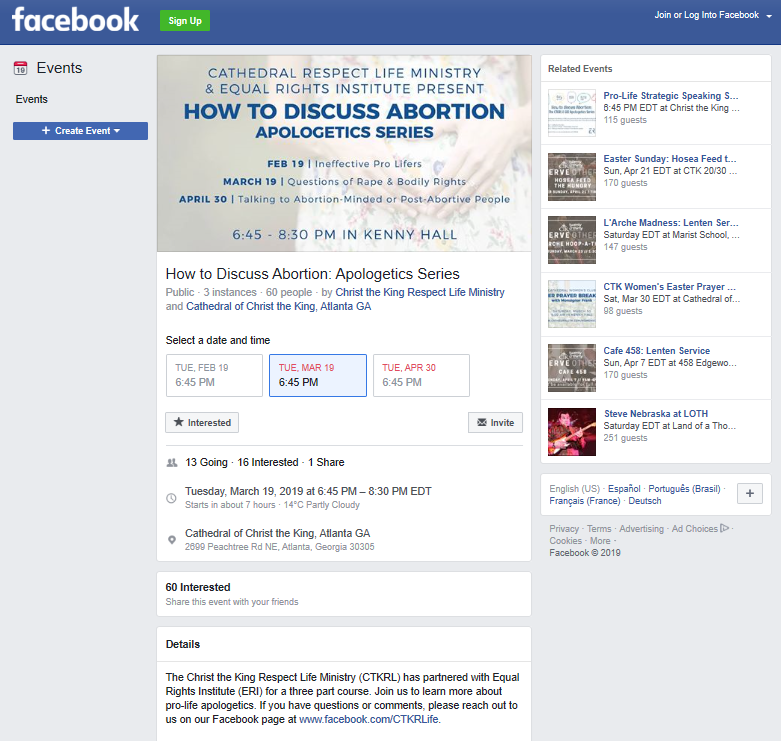 facebook
Sign Up
Join or Log Into Facebook
19
Events
Events
+ Create Event
CATHEDRAL RESPECT LIFE MINISTRY
& EQUAL RIGHTS INSTITUTE PRESENT
HOW TO DISCUSS ABORTION
APOLOGETICS SERIES
FEB 19 | Ineffective Pro Lifers
MARCH 19 | Questions of Rape & Bodily Rights
APRIL 30 | Talking to Abortion-Minded or Post-Abortive People
6:45 - 8:30 PM IN KENNY HALL
How to Discuss Abortion: Apologetics Series
Public · 3 instances · 60 people · by Christ the King Respect Life Ministry
and Cathedral of Christ the King, Atlanta GA
Select a date and time
TUE, FEB 19
6:45 PM
TUE, MAR 19
6:45 PM
TUE, APR 30
6:45 PM
Interested
Invite
13 Going · 16 Interested · 1 Share
Tuesday, March 19, 2019 at 6:45 PM – 8:30 PM EDT
Starts in about 7 hours · 14°C Partly Cloudy
Cathedral of Christ the King, Atlanta GA
2699 Peachtree Rd NE, Atlanta, Georgia 30305
60 Interested
Share this event with your friends
Details
The Christ the King Respect Life Ministry (CTKRL) has partnered with Equal
Rights Institute (ERI) for a three part course. Join us to learn more about
pro-life apologetics. If you have questions or comments, please reach out to
us on our Facebook page at www.facebook.com/CTKRLife.
Related Events
Pro-Life Strategic Speaking S...
6:45 PM EDT at Christ the King ...
115 guests
Easter Sunday: Hosea Feed t...
Sun, Apr 21 EDT at CTK 20/30 ...
170 guests
L'Arche Madness: Lenten Ser...
Saturday EDT at Marist School, ...
147 guests
CTK Women's Easter Prayer ...
Sat, Mar 30 EDT at Cathedral of...
98 guests
Cafe 458: Lenten Service
Sun, Apr 7 EDT at 458 Edgewo...
170 guests
Steve Nebraska at LOTH
Saturday EDT at Land of a Tho...
251 guests
English (US) · Español · Português (Brasil) ·
Français (France) · Deutsch
+
Privacy · Terms · Advertising · Ad Choices ·
Cookies · More ·
Facebook © 2019